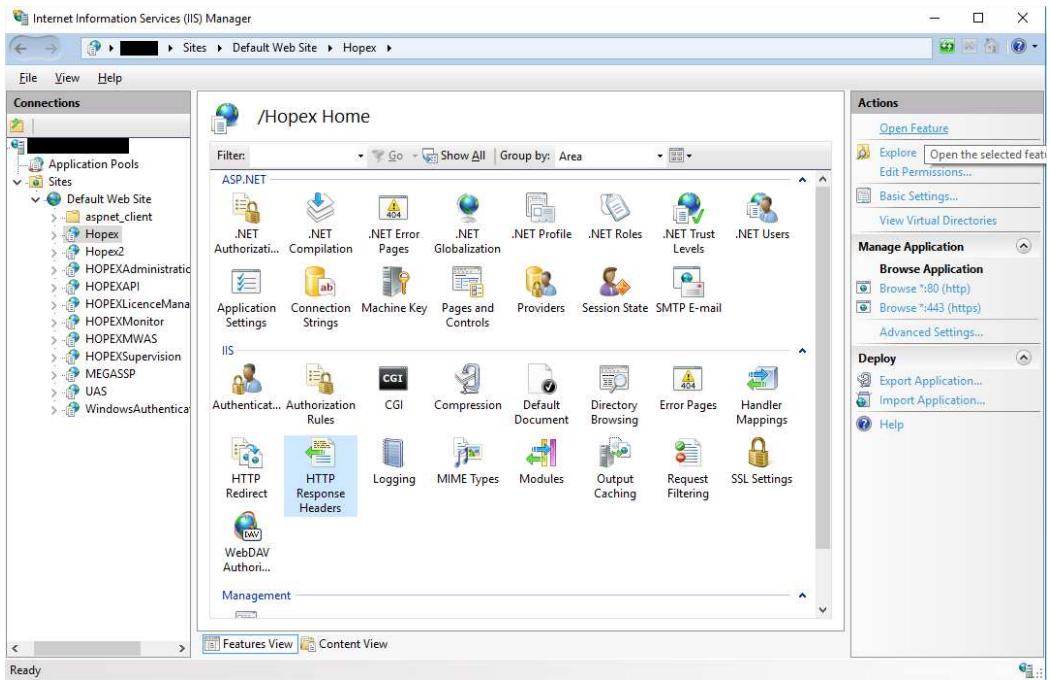 Internet Information Services (IIS) Manager
Sites Default Web Site Hopex
File View Help
Connections
Application Pools
Sites
Default Web Site
aspnet_client
Hopex
Hopex2
HOPEXAdministratic
HOPEXAPI
HOPEXLicenceMana
HOPEXMonitor
HOPEXMWAS
HOPEXSupervision
MEGASSP
UAS
WindowsAuthentica
/Hopex Home
Filter: Go Show All Group by: Area
ASP.NET
.NET Authorizati...
.NET Compilation
404
.NET Error Pages
.NET Globalization
.NET Profile
.NET Roles
.NET Trust Levels
.NET Users
Application Settings
ab
Connection Strings
Machine Key
Pages and Controls
Providers
Session State
SMTP E-mail
IIS
Authenticat...
Authorization Rules
CGI
CGI
Compression
Default Document
Directory Browsing
404
Error Pages
Handler Mappings
HTTP Redirect
HTTP Response Headers
Logging
MIME Types
Modules
Output Caching
Request Filtering
SSL Settings
DAV
WebDAV Authori...
Management
Features View Content View
Actions
Open Feature
Explore
Open the selected featu
Edit Permissions...
Basic Settings...
View Virtual Directories
Manage Application
Browse Application
Browse *:80 (http)
Browse *:443 (https)
Advanced Settings...
Deploy
Export Application...
Import Application...
Help
Ready